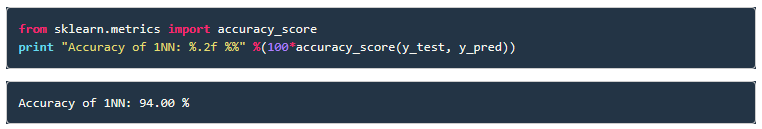 from sklearn.metrics import accuracy_score
print "Accuracy of 1NN: %.2f %%" %(100*accuracy_score(y_test, y_pred))
Accuracy of 1NN: 94.00 %